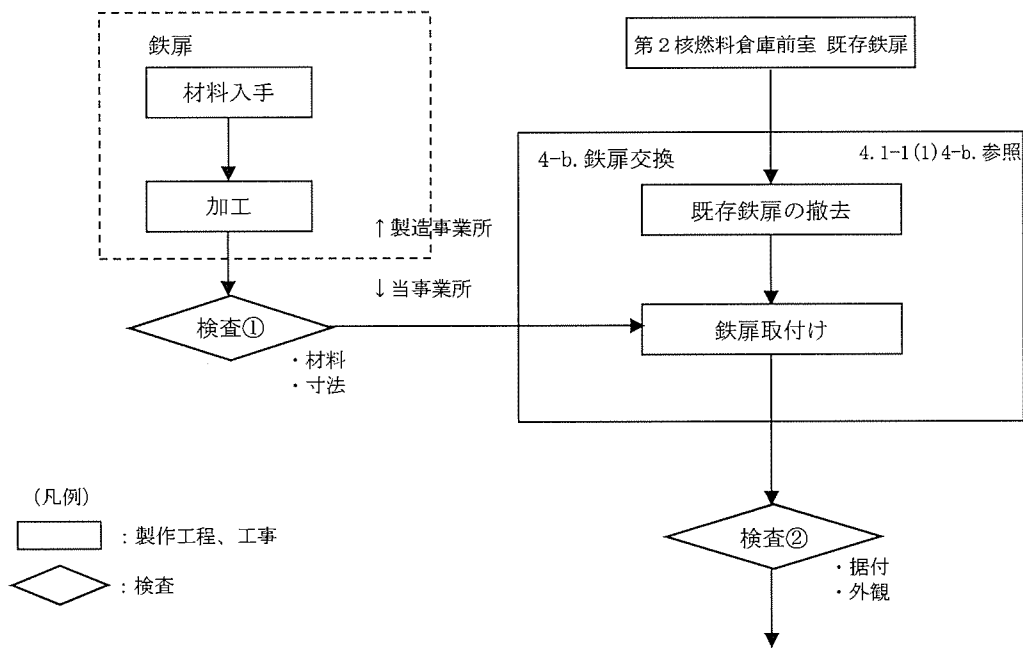 鉄扉
材料入手
加工
↑製造事業所
↓当事業所
検査①
・材料
・寸法
第2核燃料倉庫前室 既存鉄扉
4-b. 鉄扉交換
4.1-1(1)4-b. 参照
既存鉄扉の撤去
鉄扉取付け
検査②
・据付
・外観
(凡例)
:製作工程、工事
:検査